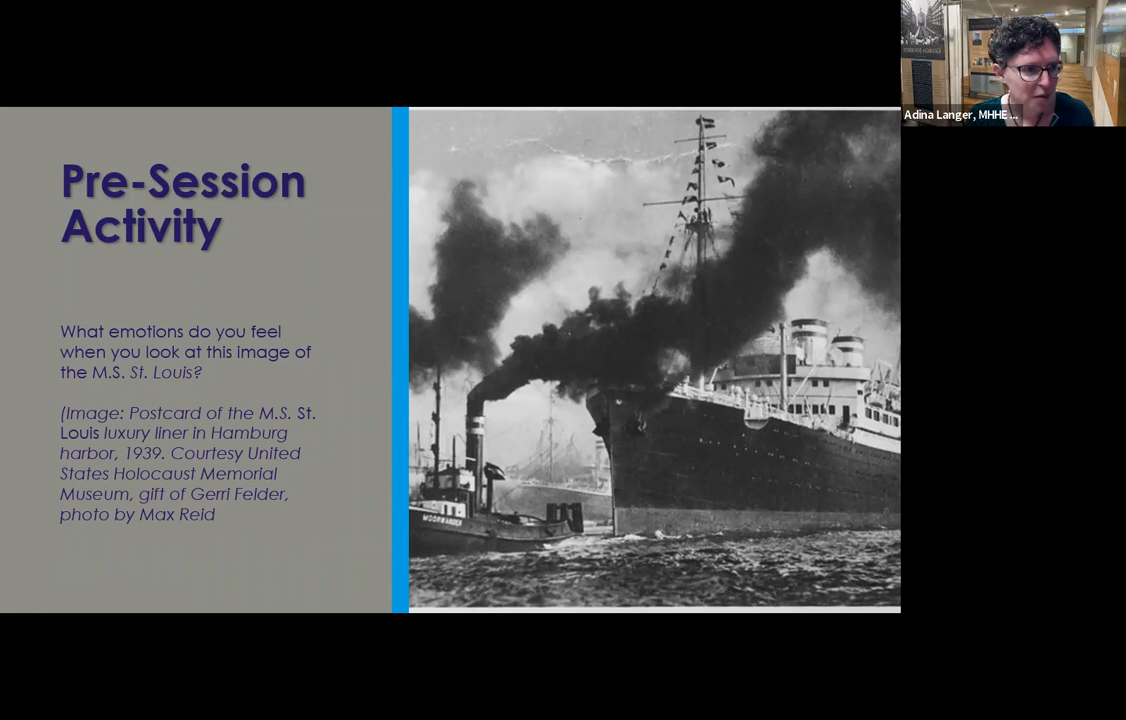 Adina Langer, MHHE ...
Pre-Session
Activity
What emotions do you feel
when you look at this image of
the M.S. St. Louis?
(Image: Postcard of the M.S. St.
Louis luxury liner in Hamburg
harbor, 1939. Courtesy United
States Holocaust Memorial
Museum, gift of Gerri Felder,
photo by Max Reid